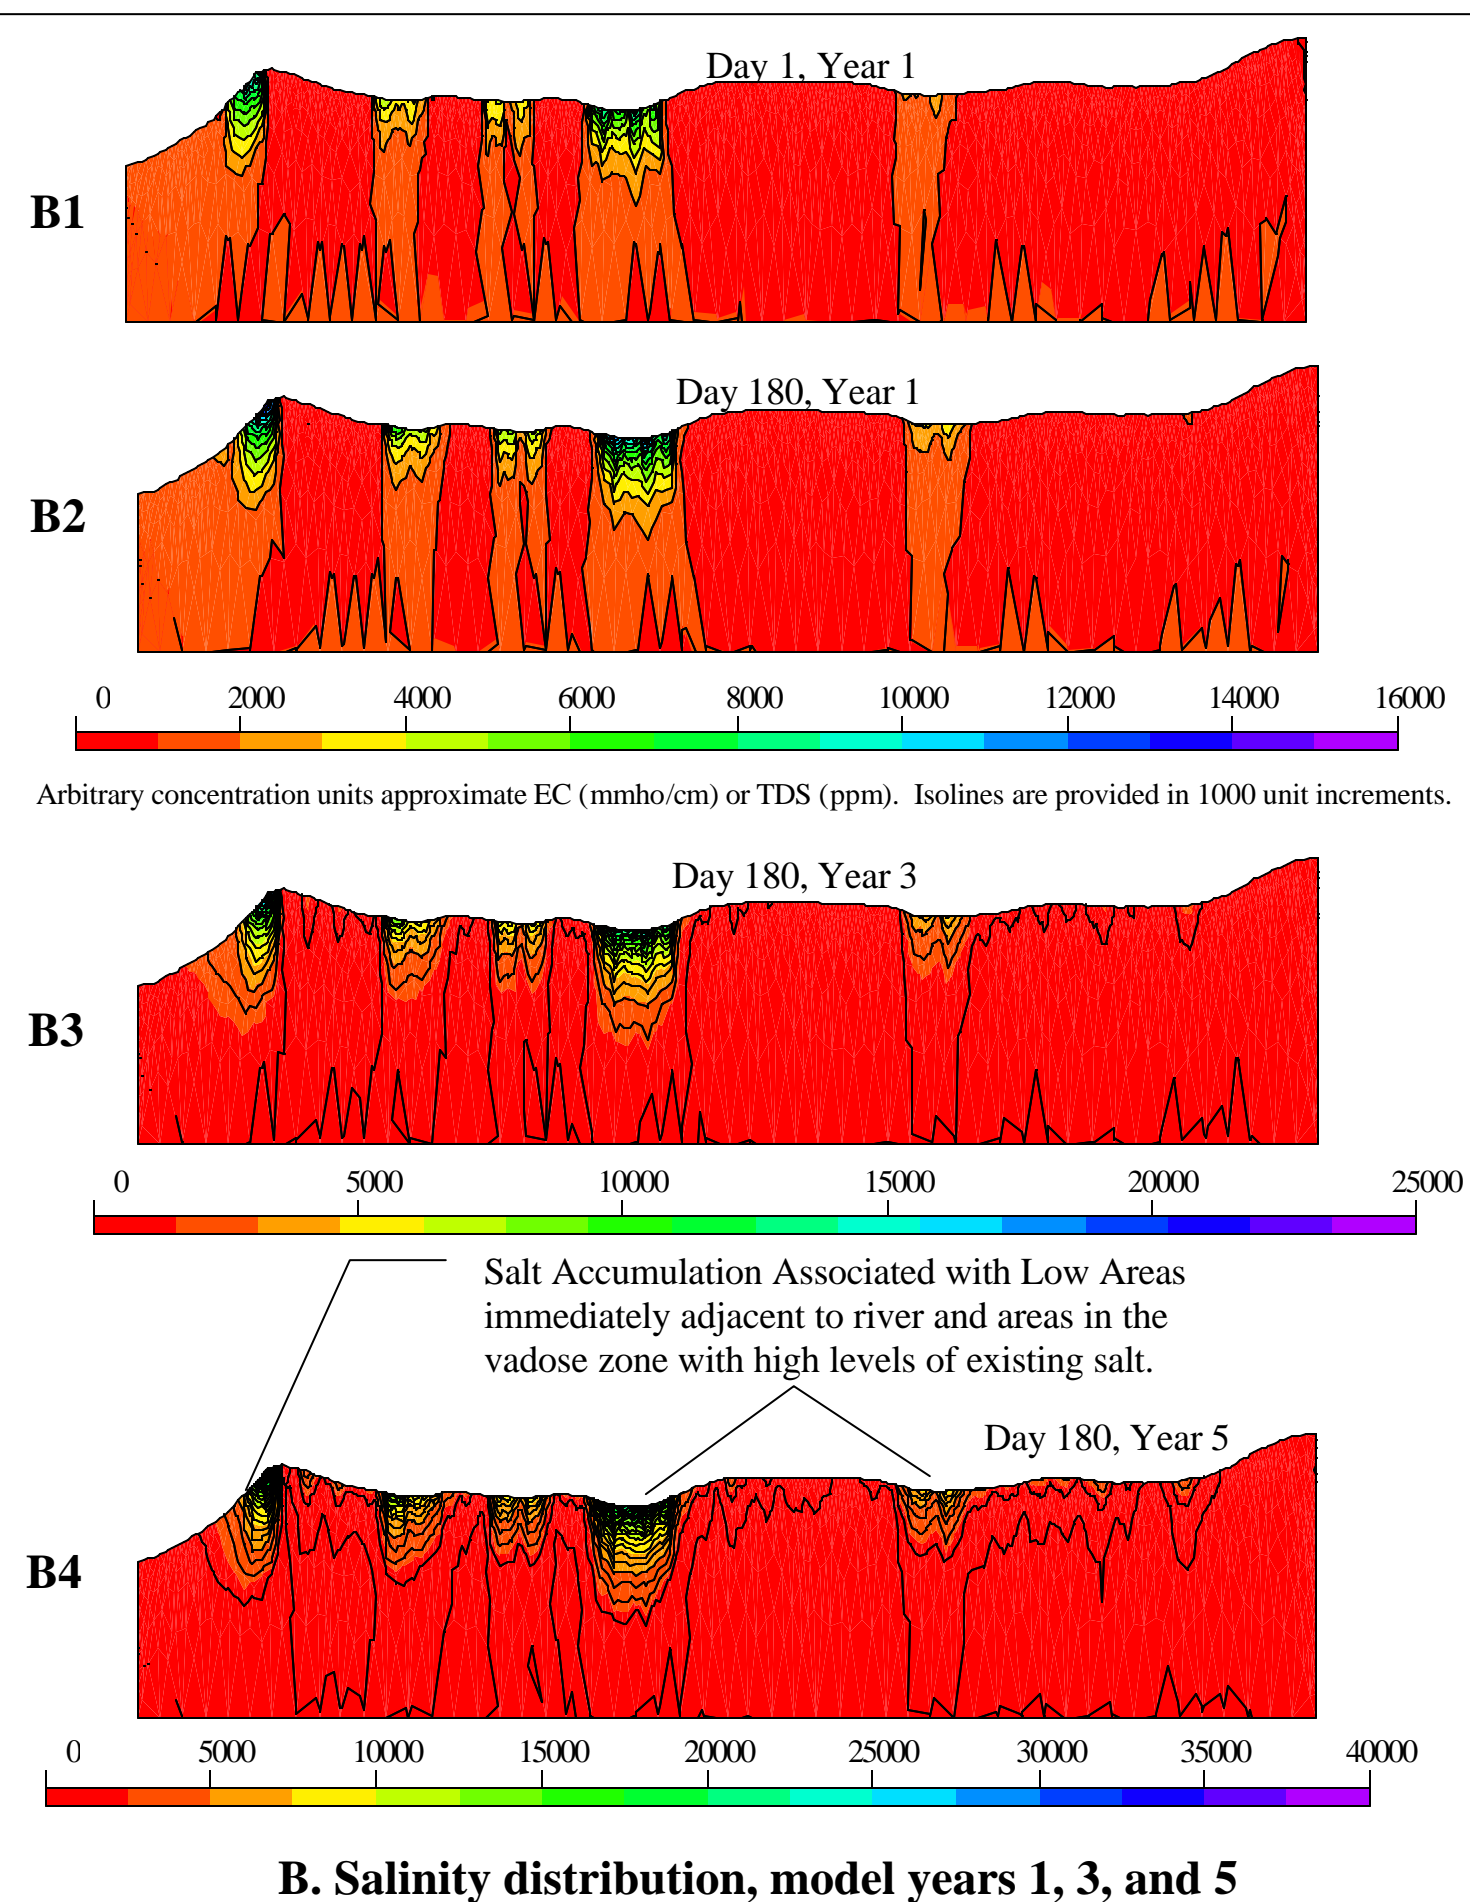 Day 1, Year 1
B1
Day 180, Year 1
B2
0 2000 4000 6000 8000 10000 12000 14000 16000
Arbitrary concentration units approximate EC (mmho/cm) or TDS (ppm). Isolines are provided in 1000 unit increments.
Day 180, Year 3
B3
0 5000 10000 15000 20000 25000
Salt Accumulation Associated with Low Areas
immediately adjacent to river and areas in the
vadose zone with high levels of existing salt.
Day 180, Year 5
B4
0 5000 10000 15000 20000 25000 30000 35000 40000
B. Salinity distribution, model years 1, 3, and 5